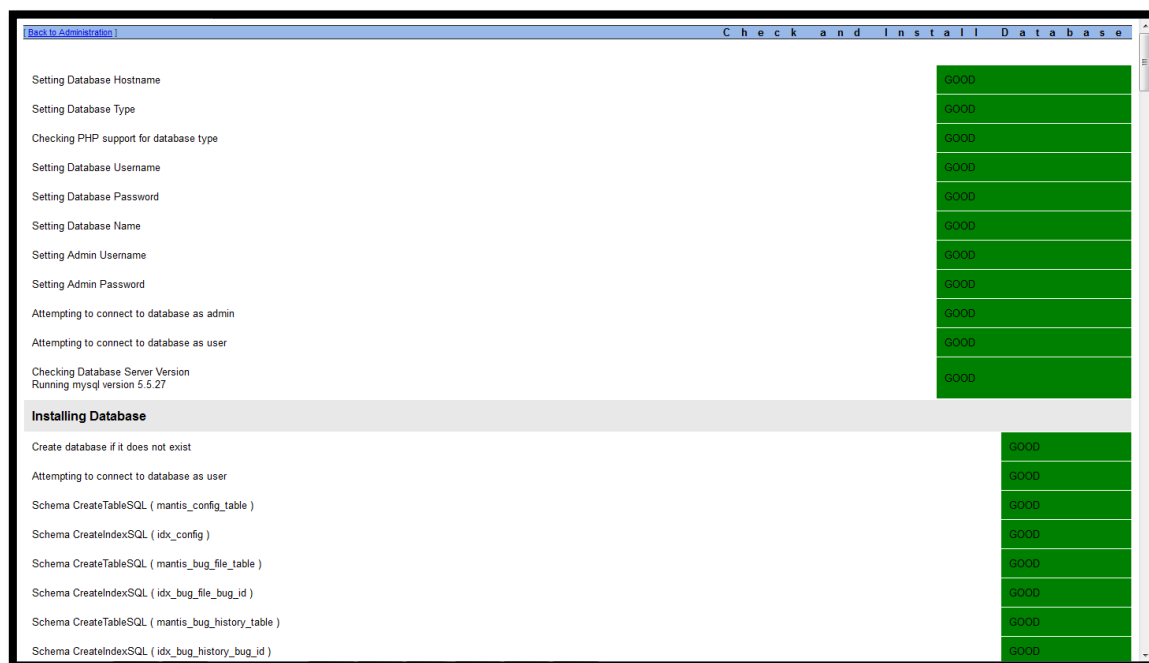 [ Back to Administration ] Check and Install Database
Setting Database Hostname GOOD
Setting Database Type GOOD
Checking PHP support for database type GOOD
Setting Database Username GOOD
Setting Database Password GOOD
Setting Database Name GOOD
Setting Admin Username GOOD
Setting Admin Password GOOD
Attempting to connect to database as admin GOOD
Attempting to connect to database as user GOOD
Checking Database Server Version
Running mysql version 5.5.27 GOOD
Installing Database
Create database if it does not exist GOOD
Attempting to connect to database as user GOOD
Schema CreateTableSQL ( mantis_config_table ) GOOD
Schema CreateIndexSQL ( idx_config ) GOOD
Schema CreateTableSQL ( mantis_bug_file_table ) GOOD
Schema CreateIndexSQL ( idx_bug_file_bug_id ) GOOD
Schema CreateTableSQL ( mantis_bug_history_table ) GOOD
Schema CreateIndexSQL ( idx_bug_history_bug_id ) GOOD